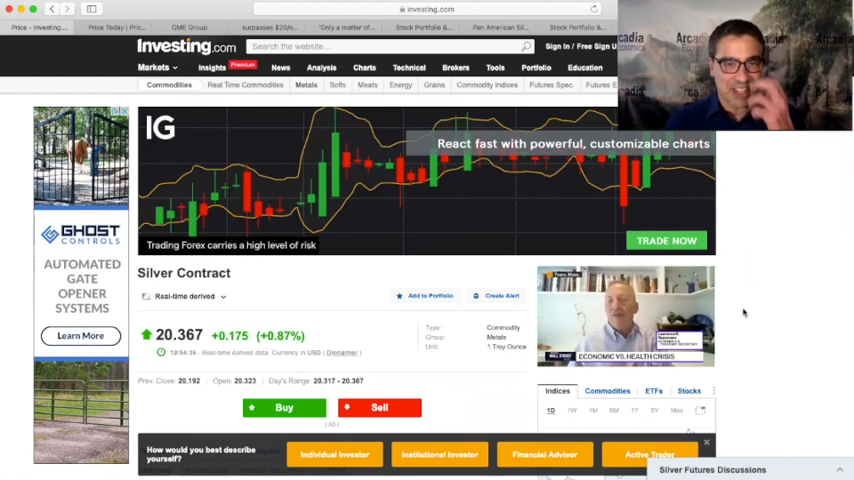 investing.com
Price - Investing....
Price Today | Pric...
CME Group
surpasses $20/o...
"Only a matter of...
Stock Portfolio &...
Pan American Sil...
Stock Portfolio &...
Investing.com
Search the website...
Sign In / Free Sign U
Markets
Insights
Premium
News
Analysis
Charts
Technical
Brokers
Tools
Portfolio
Education
Commodities
Real Time Commodities
Metals
Softs
Meats
Energy
Grains
Commodity Indices
Futures Spec.
Futures E
Arcadia
IG
React fast with powerful, customizable charts
Trading Forex carries a high level of risk
TRADE NOW
GHOST
CONTROLS
AUTOMATED
GATE
OPENER
SYSTEMS
Learn More
Silver Contract
Real-time derived
Add to Portfolio
Create Alert
20.367 +0.175 (+0.87%)
Real-time derived data. Currency in USD ( Disclaimer )
Type: Commodity
Group: Metals
Unit: 1 Troy Ounce
Prev. Close: 20.192
Open: 20.323
Day's Range: 20.317 - 20.367
Buy
Sell
( AD )
ECONOMIC VS. HEALTH CRISIS
Indices
Commodities
ETFs
Stocks
1D 1W 1M 6M 1Y 5Y Max
How would you best describe
yourself?
Individual Investor
Institutional Investor
Financial Advisor
Active Trader
Silver Futures Discussions